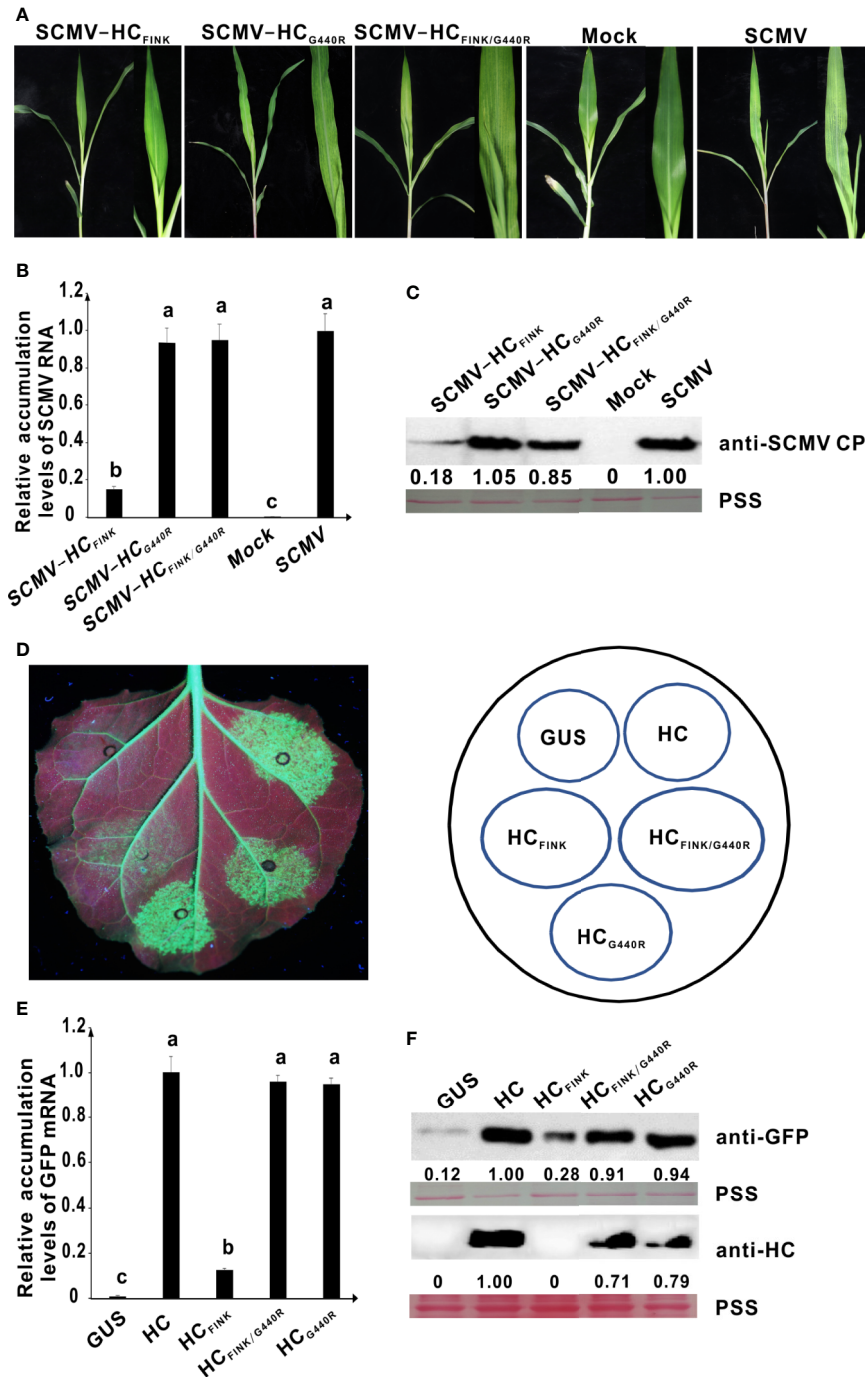 A
SCMV-HCFINK SCMV-HCG440R SCMV-HCFINK/G440R Mock SCMV
B
Relative accumulation
levels of SCMV RNA
1.2
1.0
0.8
0.6
0.4
0.2
0
b
a
a
c
a
SCMV-HCFINK
SCMV-HCG440R
SCMV-HCFINK/G440R
Mock
SCMV
C
SCMV-HCFINK
SCMV-HCG440R
SCMV-HCFINK/G440R
Mock
SCMV
anti-SCMV CP
0.18 1.05 0.85 0 1.00
PSS
D
GUS HC
HCFINK HCFINK/G440R
HCG440R
E
Relative accumulation
levels of GFP mRNA
1.2
1.0
0.8
0.6
0.4
0.2
0
c
a
b
a
a
GUS
HC
HCFINK
HCFINK/G440R
HCG440R
F
GUS
HC
HCFINK
HCFINK/G440R
HCG440R
anti-GFP
0.12 1.00 0.28 0.91 0.94
PSS
anti-HC
0 1.00 0 0.71 0.79
PSS